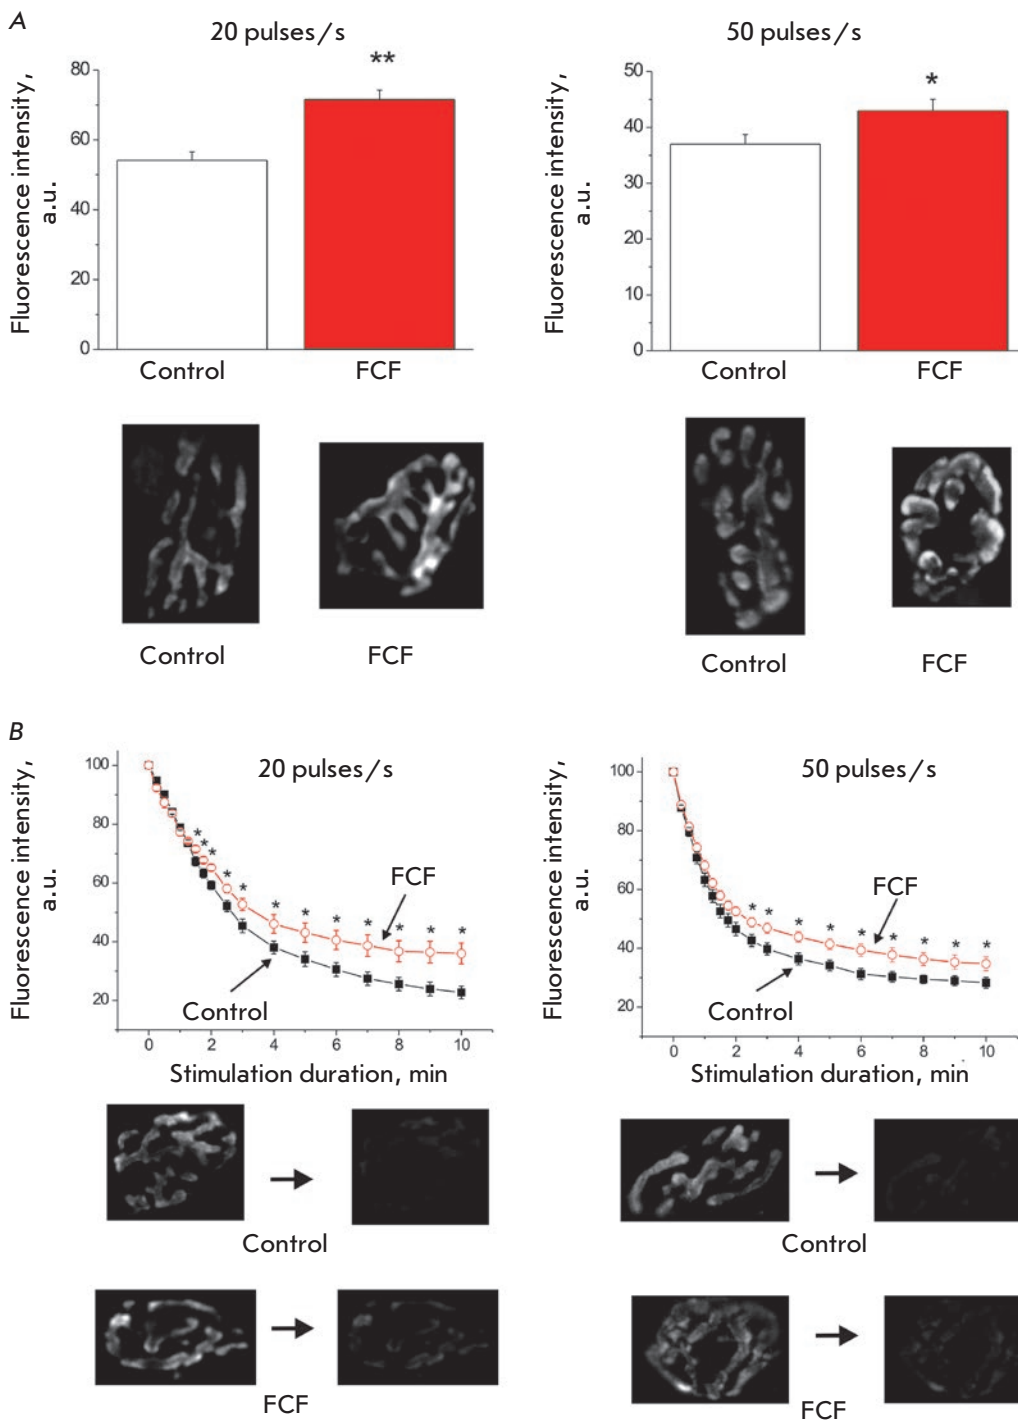 A
20 pulses/s
Fluorescence intensity,
a.u.
80
60
40
20
0
**
Control
FCF
50 pulses/s
Fluorescence intensity,
a.u.
50
40
30
20
10
0
*
Control
FCF
Control
FCF
Control
FCF
B
20 pulses/s
Fluorescence intensity,
a.u.
100
80
60
40
20
* * * * * * * * * * * *
FCF
Control
0 2 4 6 8 10
Stimulation duration, min
50 pulses/s
Fluorescence intensity,
a.u.
100
80
60
40
20
* * * * * * * * *
FCF
Control
0 2 4 6 8 10
Stimulation duration, min
Control
Control
FCF
FCF